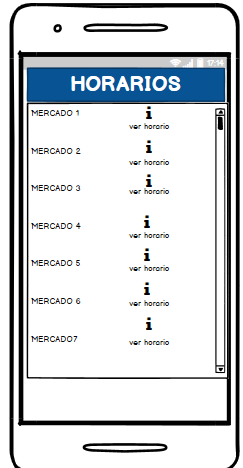 17:14
HORARIOS
MERCADO 1
i
ver horario
MERCADO 2
i
ver horario
MERCADO 3
i
ver horario
MERCADO 4
i
ver horario
MERCADO 5
i
ver horario
MERCADO 6
i
ver horario
MERCADO7
i
ver horario